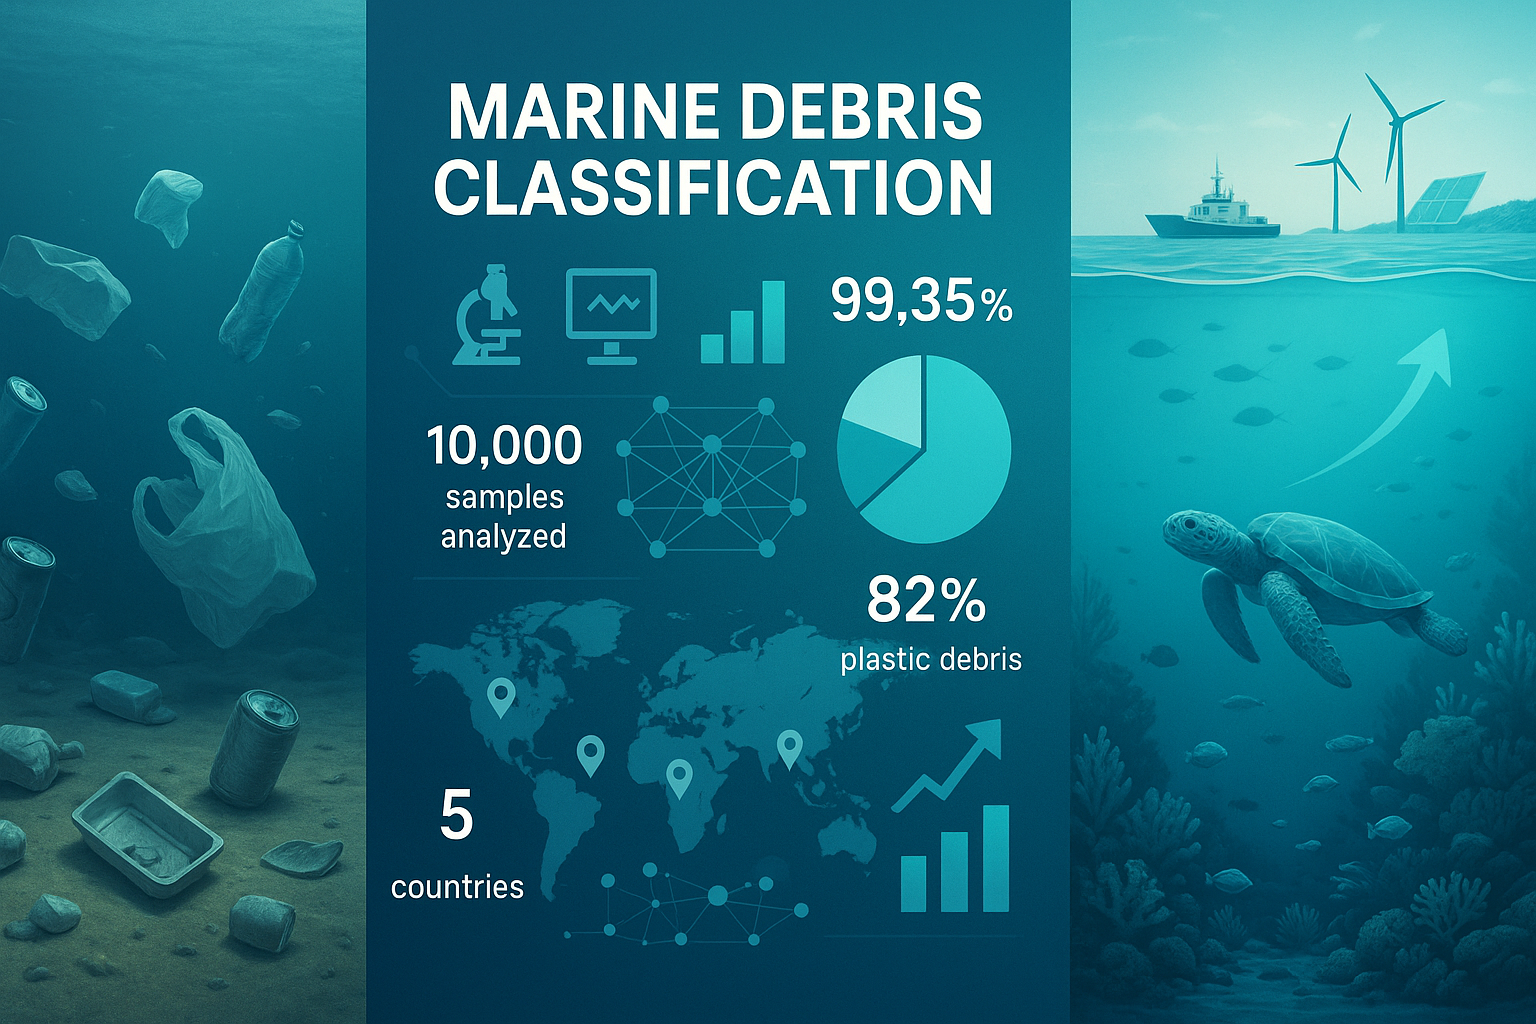 MARINE DEBRIS
CLASSIFICATION
99,35%
10,000
samples
analyzed
82%
plastic debris
5
countries